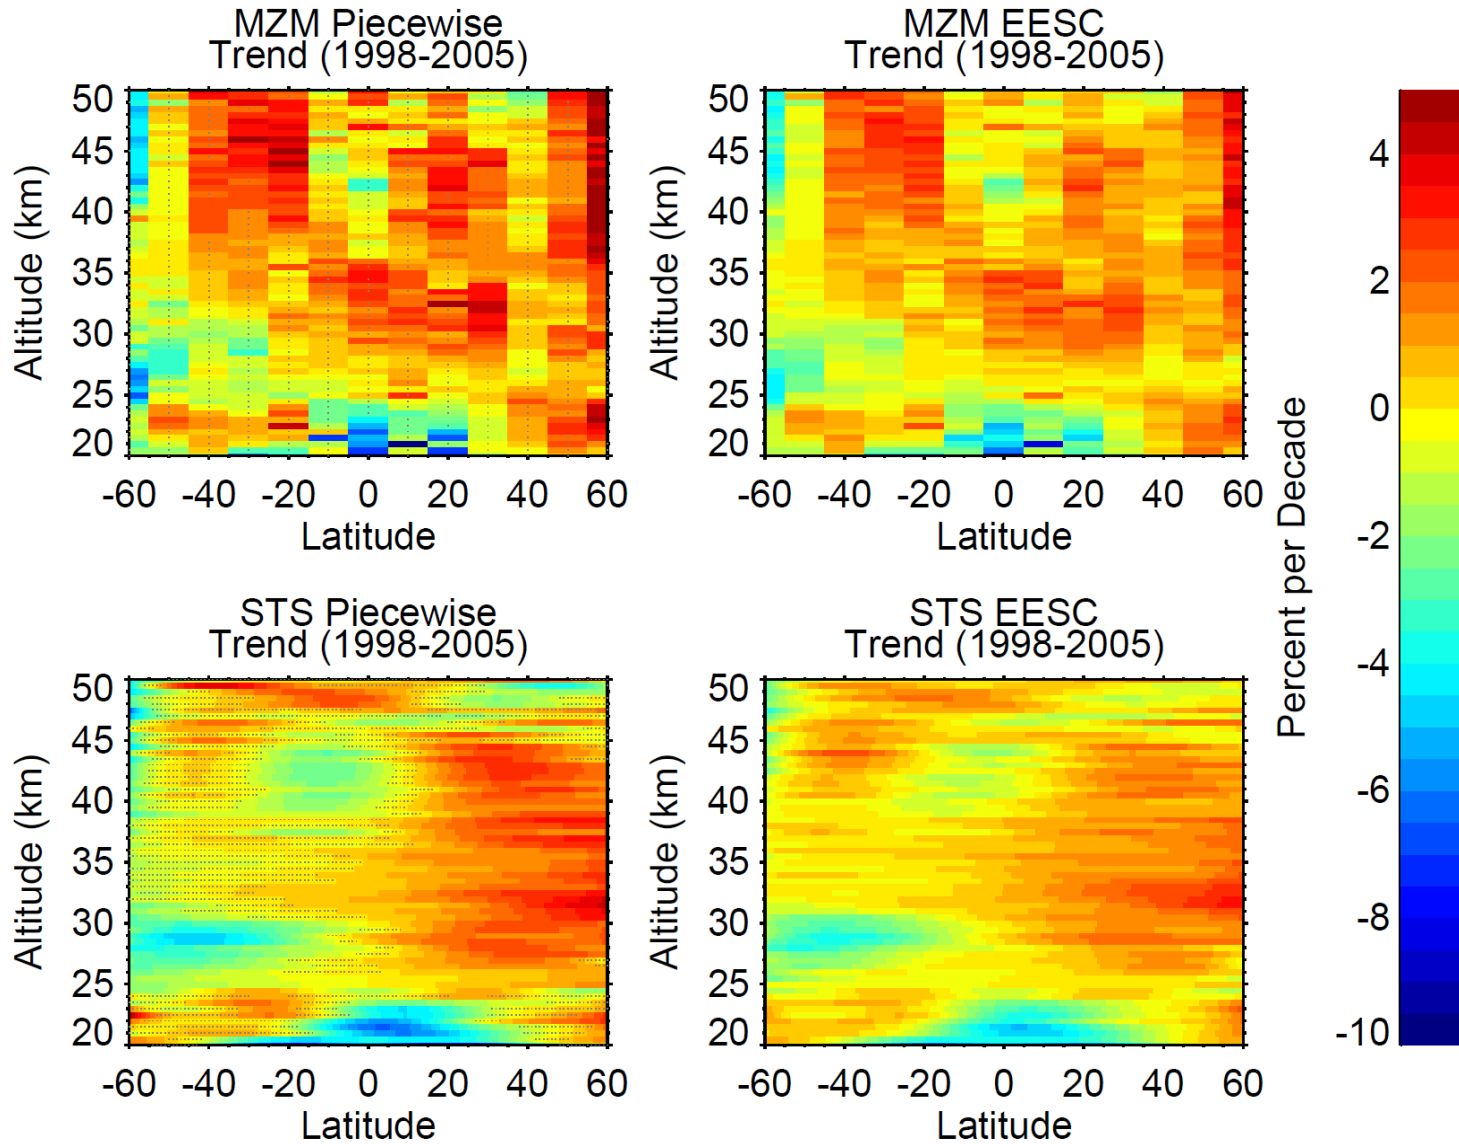 MZM Piecewise
Trend (1998-2005)
MZM EESC
Trend (1998-2005)
50
45
40
35
30
25
20
Altitude (km)
-60 -40 -20 0 20 40 60
Latitude
50
45
40
35
30
25
20
Altitude (km)
-60 -40 -20 0 20 40 60
Latitude
STS Piecewise
Trend (1998-2005)
STS EESC
Trend (1998-2005)
50
45
40
35
30
25
20
Altitude (km)
-60 -40 -20 0 20 40 60
Latitude
50
45
40
35
30
25
20
Altitude (km)
-60 -40 -20 0 20 40 60
Latitude
Percent per Decade
4
2
0
-2
-4
-6
-8
-10